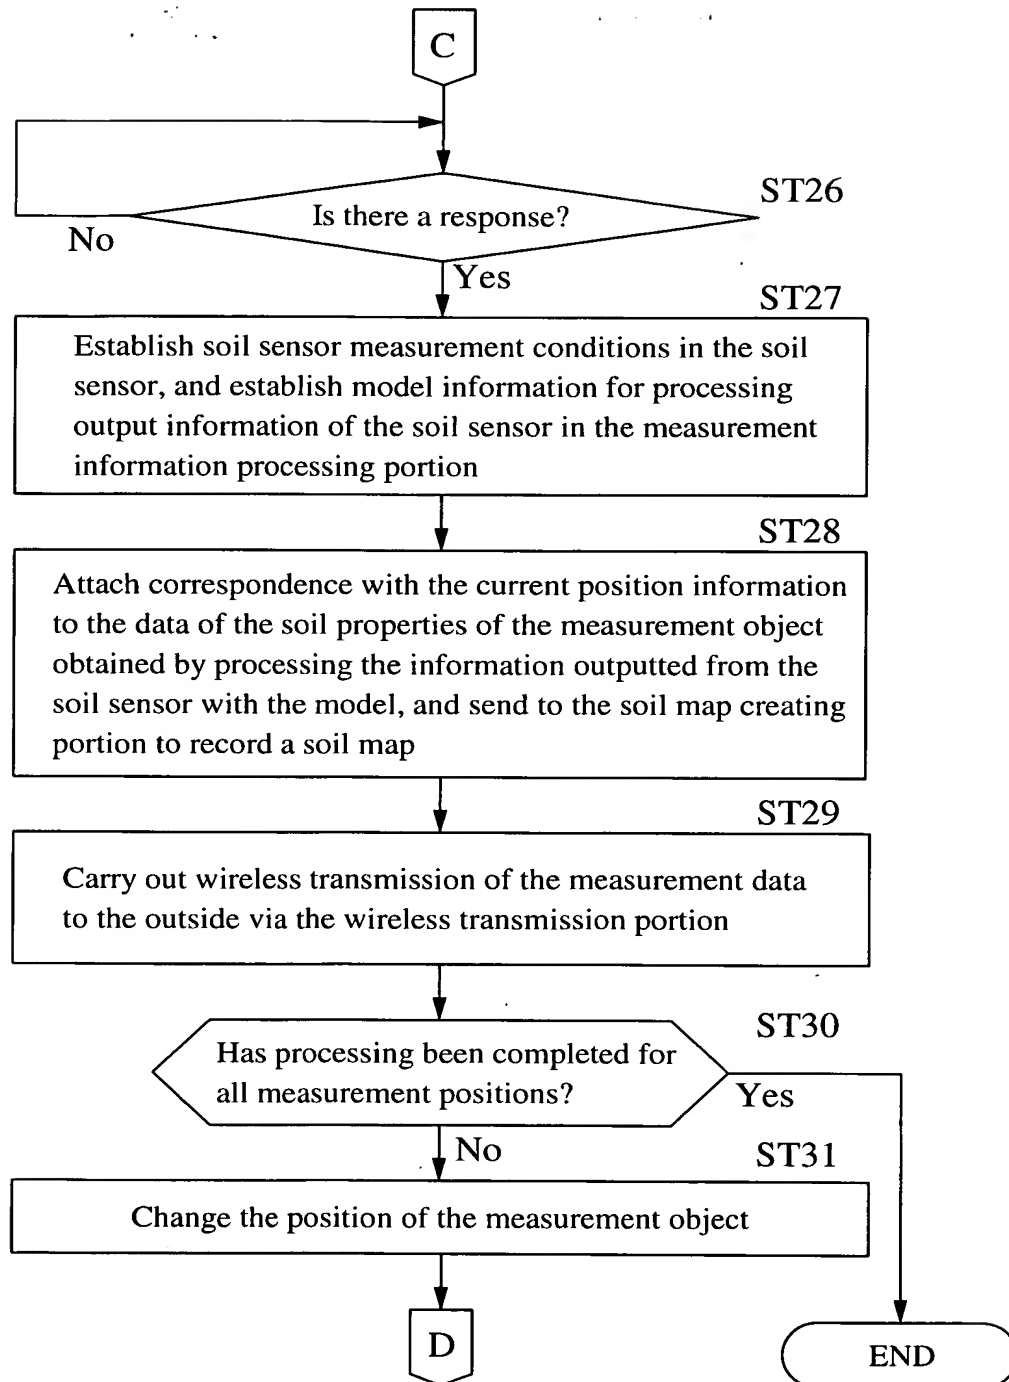 C
ST26
Is there a response?
No
Yes
ST27
Establish soil sensor measurement conditions in the soil
sensor, and establish model information for processing
output information of the soil sensor in the measurement
information processing portion
ST28
Attach correspondence with the current position information
to the data of the soil properties of the measurement object
obtained by processing the information outputted from the
soil sensor with the model, and send to the soil map creating
portion to record a soil map
ST29
Carry out wireless transmission of the measurement data
to the outside via the wireless transmission portion
ST30
Has processing been completed for
all measurement positions?
Yes
No
ST31
Change the position of the measurement object
D
END